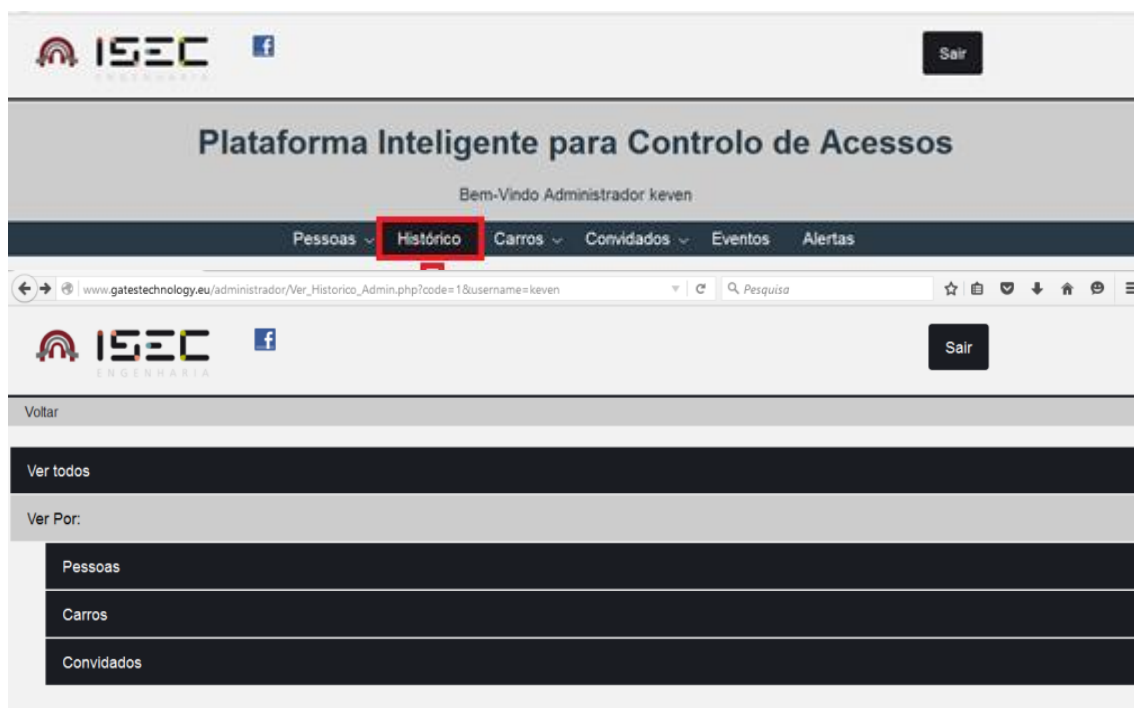 ISEC
ENGENHARIA
Sair
Plataforma Inteligente para Controlo de Acessos
Bem-Vindo Administrador keven
Pessoas Histórico Carros Convidados Eventos Alertas
www.gatestechnology.eu/administrador/Ver_Historico_Admin.php?code=1&username=keven Pesquisa
ISEC
ENGENHARIA
Sair
Voltar
Ver todos
Ver Por:
Pessoas
Carros
Convidados